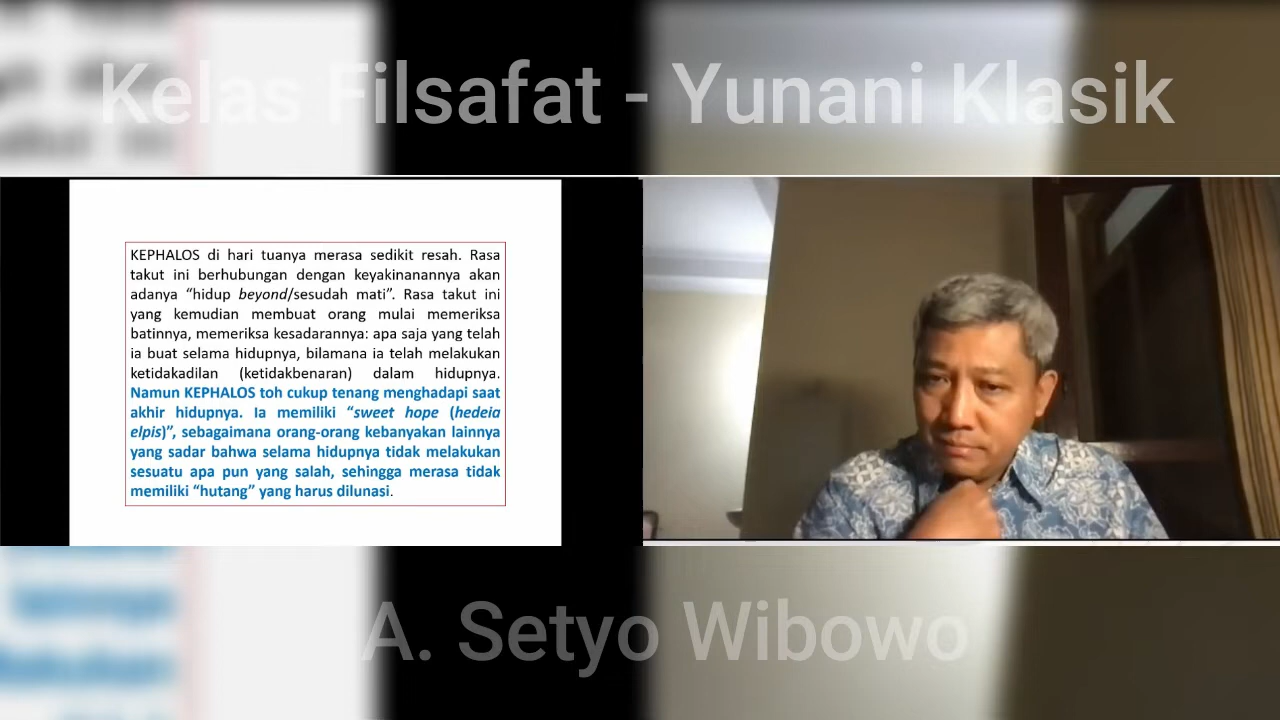 Kelas Filsafat - Yunani Klasik
KEPHALOS di hari tuanya merasa sedikit resah. Rasa
takut ini berhubungan dengan keyakinanannya akan
adanya “hidup beyond/sesudah mati”. Rasa takut ini
yang kemudian membuat orang mulai memeriksa
batinnya, memeriksa kesadarannya: apa saja yang telah
ia buat selama hidupnya, bilamana ia telah melakukan
ketidakadilan (ketidakbenaran) dalam hidupnya.
Namun KEPHALOS toh cukup tenang menghadapi saat
akhir hidupnya. Ia memiliki “sweet hope (hedeia
elpis)”, sebagaimana orang-orang kebanyakan lainnya
yang sadar bahwa selama hidupnya tidak melakukan
sesuatu apa pun yang salah, sehingga merasa tidak
memiliki “hutang” yang harus dilunasi.
A. Setyo Wibowo